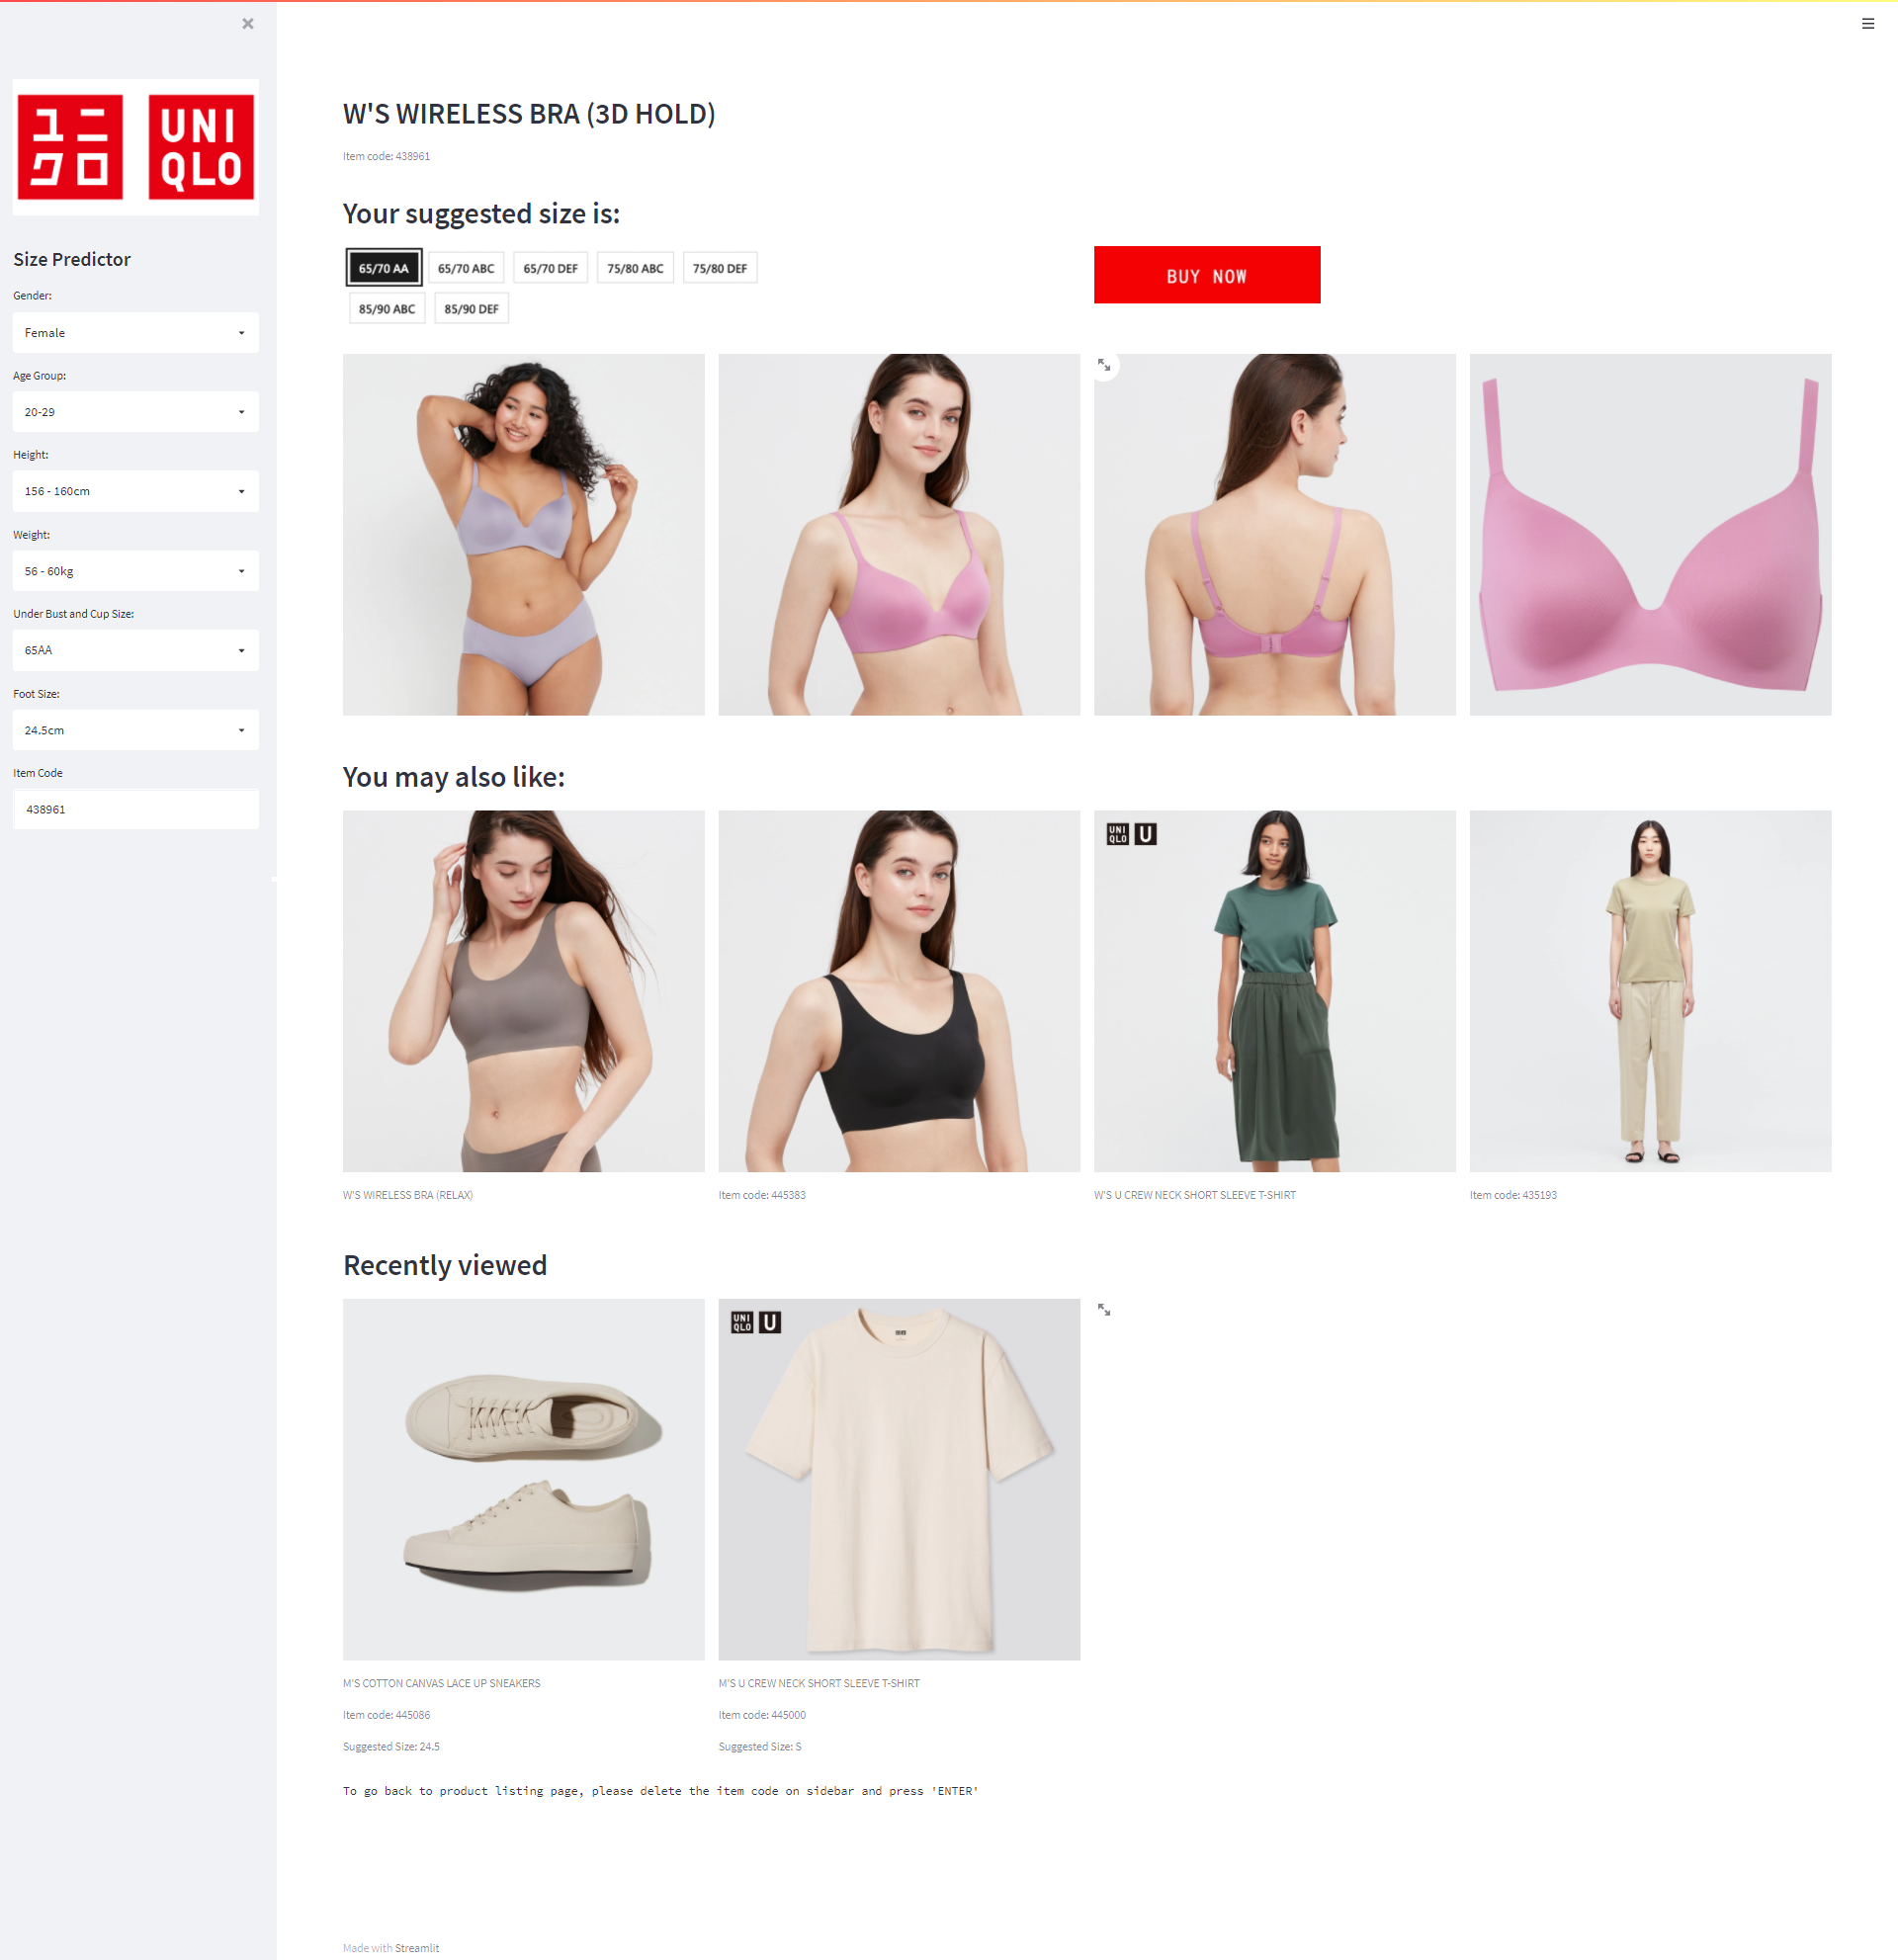 ユニ
クロ
UNI
QLO
Size Predictor
Gender:
Female
Age Group:
20-29
Height:
156 - 160cm
Weight:
56 - 60kg
Under Bust and Cup Size:
65AA
Foot Size:
24.5cm
Item Code
438961
W'S WIRELESS BRA (3D HOLD)
Item code: 438961
Your suggested size is:
65/70 AA 65/70 ABC 65/70 DEF 75/80 ABC 75/80 DEF
85/90 ABC 85/90 DEF
BUY NOW
You may also like:
UNI
QLO U
W'S WIRELESS BRA (RELAX)
Item code: 445383
W'S U CREW NECK SHORT SLEEVE T-SHIRT
Item code: 435193
Recently viewed
UNI
QLO U
M'S COTTON CANVAS LACE UP SNEAKERS
Item code: 445086
Suggested Size: 24.5
M'S U CREW NECK SHORT SLEEVE T-SHIRT
Item code: 445000
Suggested Size: S
To go back to product listing page, please delete the item code on sidebar and press 'ENTER'
Made with Streamlit